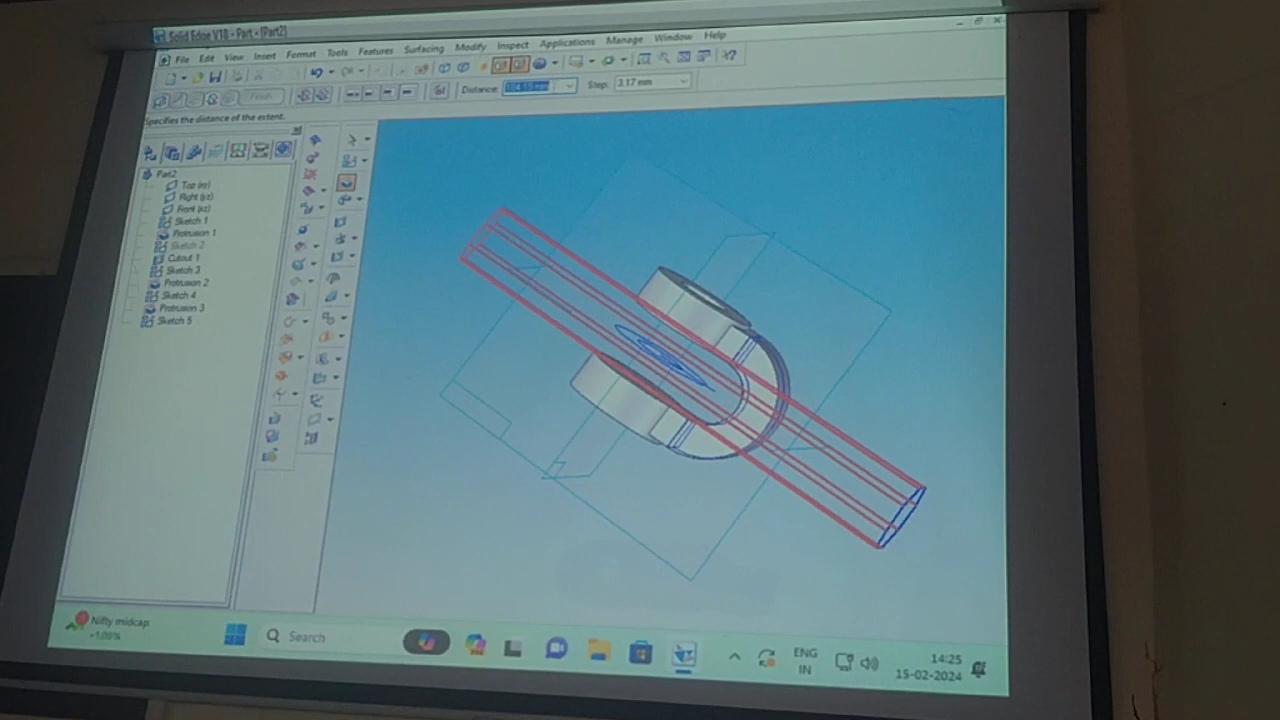 Solid Edge V18 - Part - [Part2]
File Edit View Insert Format Tools Features Surfacing Modify Inspect Applications Manage Window Help
Finish Distance: Step: 3.17 mm
Specifies the distance of the extent.
Part2
Top (xy)
Right (yz)
Front (xz)
Sketch 1
Protrusion 1
Sketch 2
Cutout 1
Sketch 3
Protrusion 2
Sketch 4
Protrusion 3
Sketch 5
Nifty midcap
Search
ENG
IN
14:25
15-02-2024